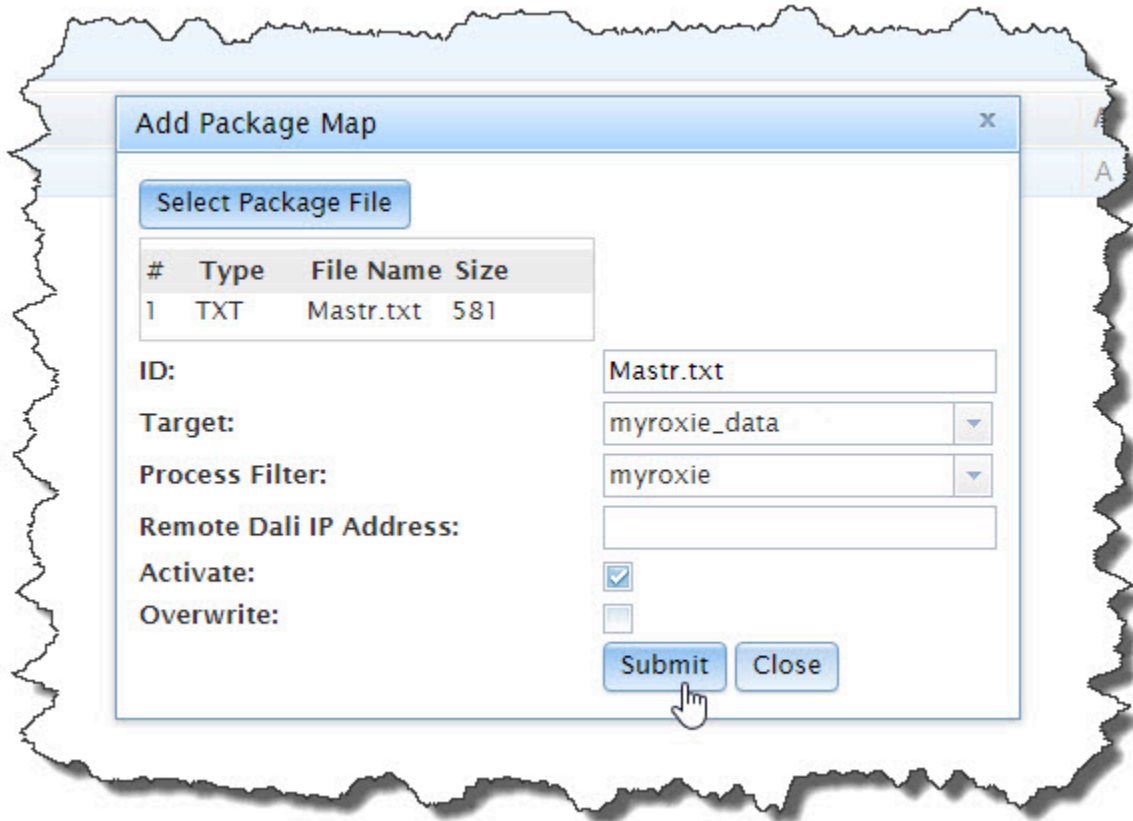 Add Package Map x
A
A
Select Package File
# Type File Name Size
1 TXT Mastr.txt 581
ID: Mastr.txt
Target: myroxie_data
Process Filter: myroxie
Remote Dali IP Address:
Activate:
Overwrite:
Submit Close